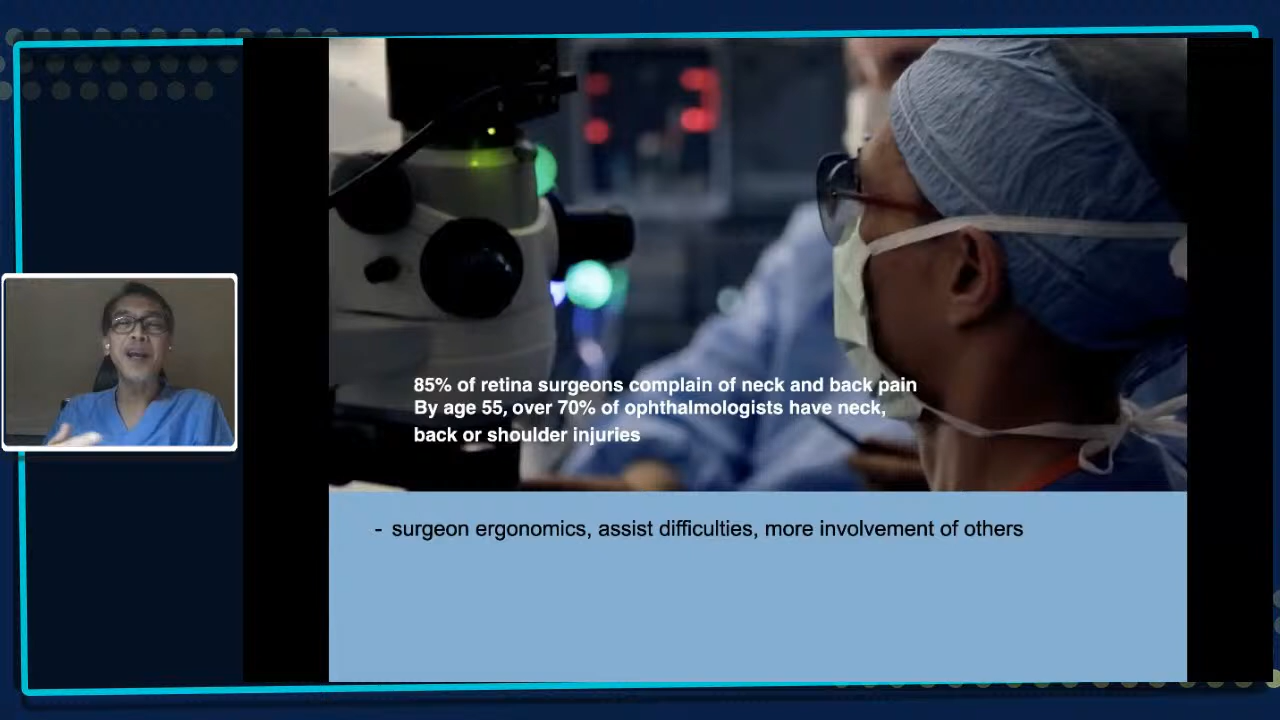 85% of retina surgeons complain of neck and back pain
By age 55, over 70% of ophthalmologists have neck,
back or shoulder injuries
- surgeon ergonomics, assist difficulties, more involvement of others